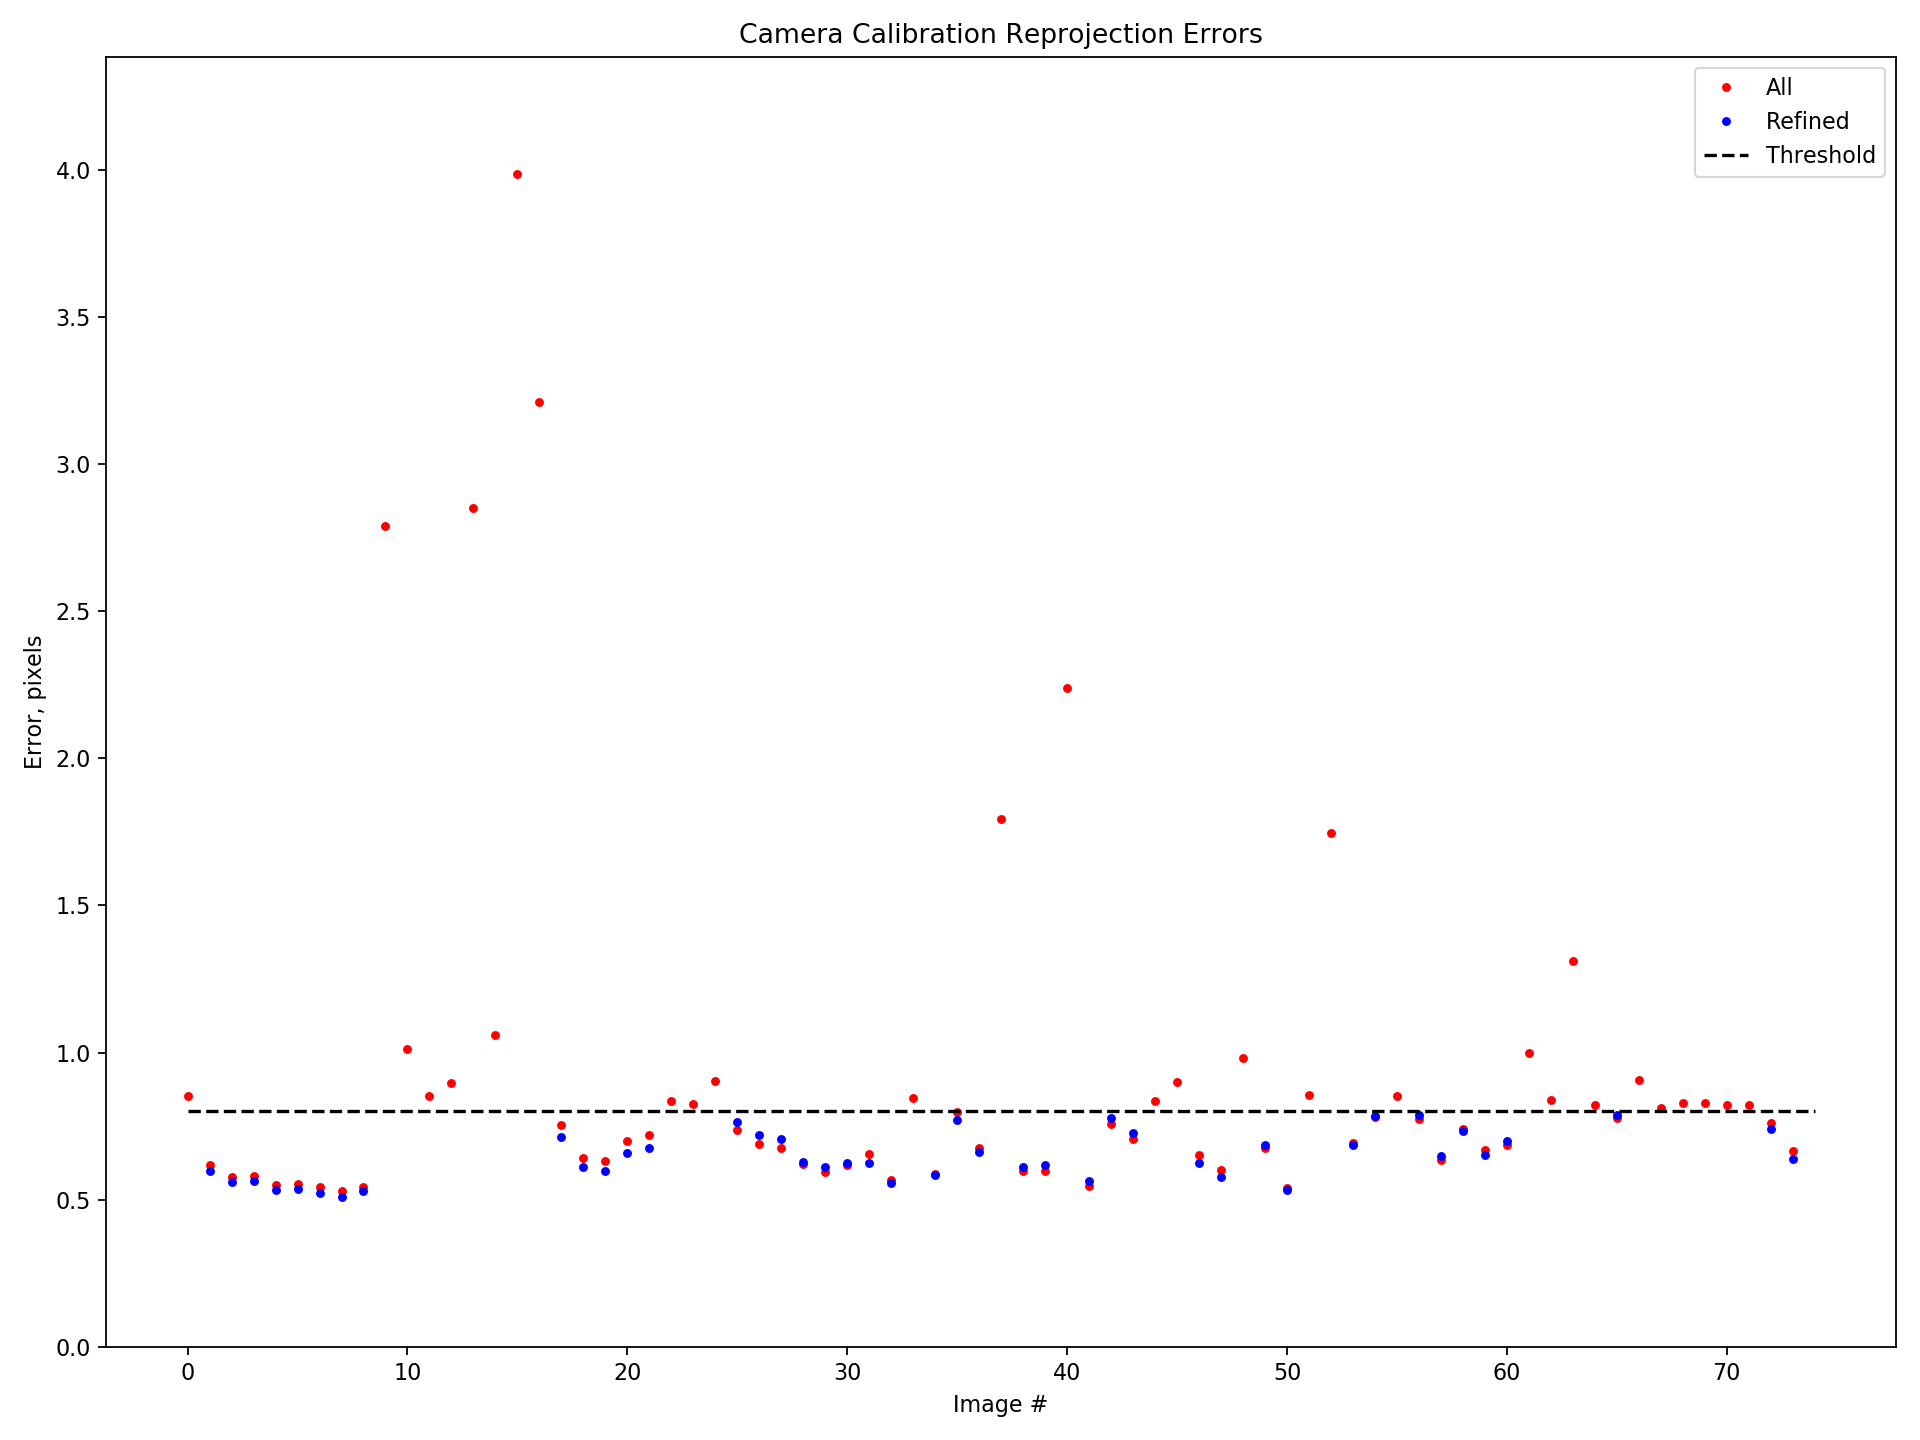 Camera Calibration Reprojection Errors
All
Refined
Threshold
4.0
3.5
3.0
2.5
2.0
1.5
1.0
0.5
0.0
Error, pixels
0 10 20 30 40 50 60 70
Image #